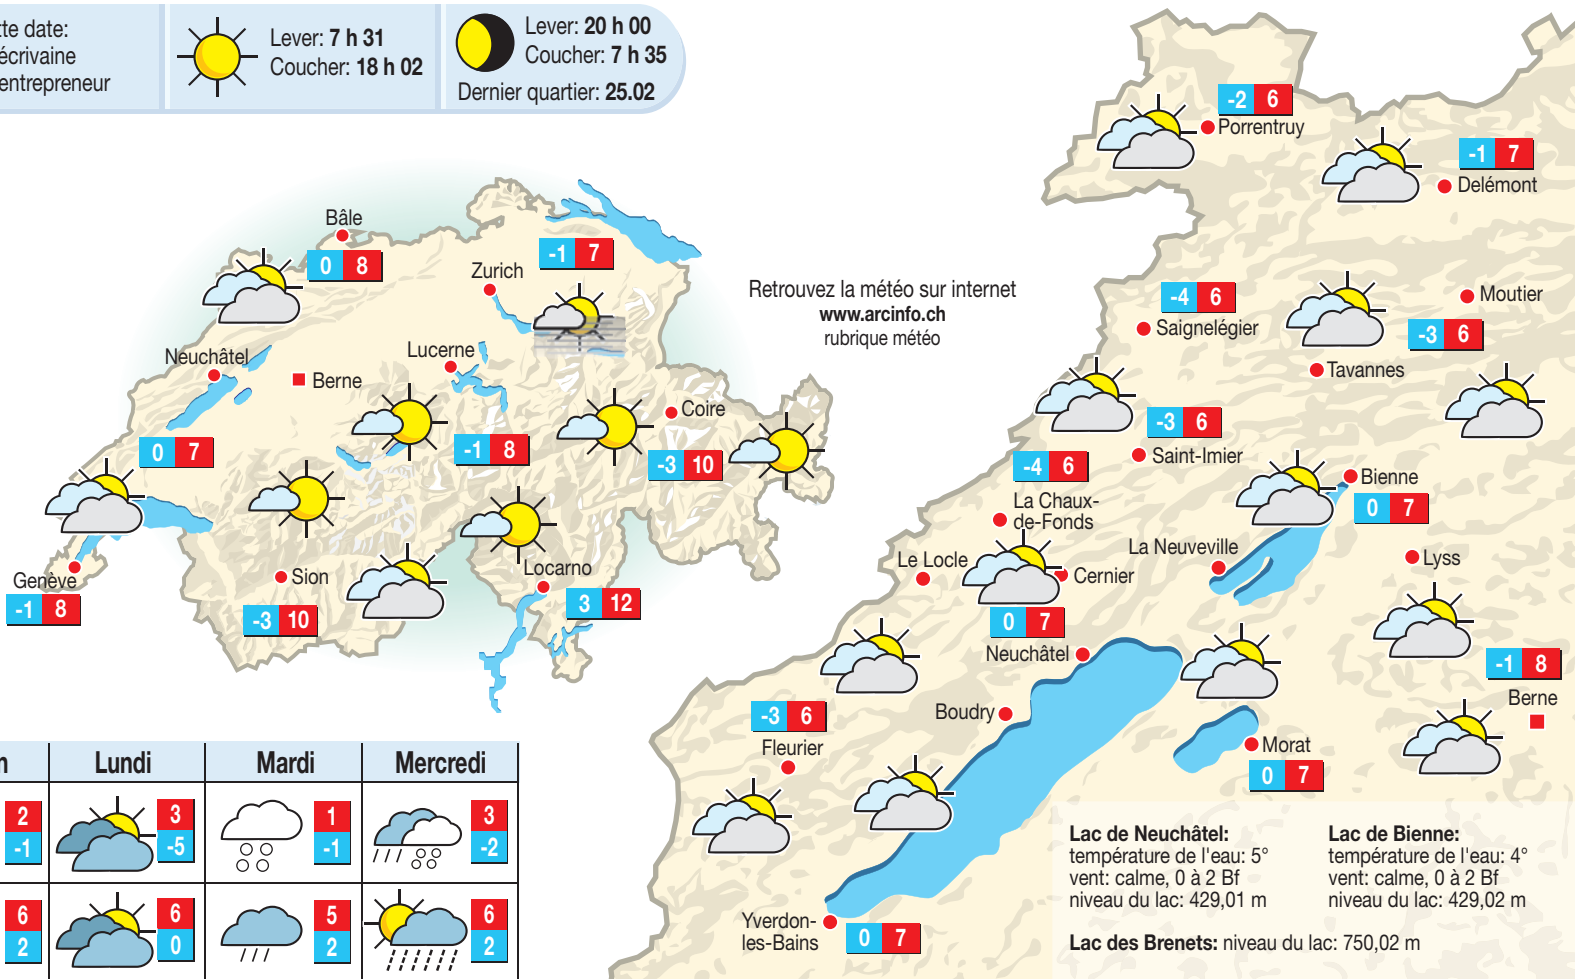 tte date:
écrivaine
entrepreneur
Lever: 7 h 31
Coucher: 18 h 02
Lever: 20 h 00
Coucher: 7 h 35
Dernier quartier: 25.02
Bâle
0 8
Zurich
-1 7
Neuchâtel
Lucerne
Berne
Coire
0 7
-1 8
-3 10
Genève
-1 8
Sion
-3 10
Locarno
3 12
Retrouvez la météo sur internet
www.arcinfo.ch
rubrique météo
-2 6
Porrentruy
-1 7
Delémont
-4 6
Saignelégier
Moutier
-3 6
Tavannes
-3 6
Saint-Imier
-4 6
La Chaux-
de-Fonds
Bienne
0 7
La Neuveville
Lyss
Le Locle
Cernier
0 7
Neuchâtel
-1 8
Berne
Boudry
-3 6
Fleurier
Morat
0 7
Yverdon-
les-Bains
0 7
n
Lundi
Mardi
Mercredi
2
-1
3
-5
1
-1
3
-2
6
2
6
0
5
2
6
2
Lac de Neuchâtel:
température de l'eau: 5°
vent: calme, 0 à 2 Bf
niveau du lac: 429,01 m
Lac de Bienne:
température de l'eau: 4°
vent: calme, 0 à 2 Bf
niveau du lac: 429,02 m
Lac des Brenets: niveau du lac: 750,02 m